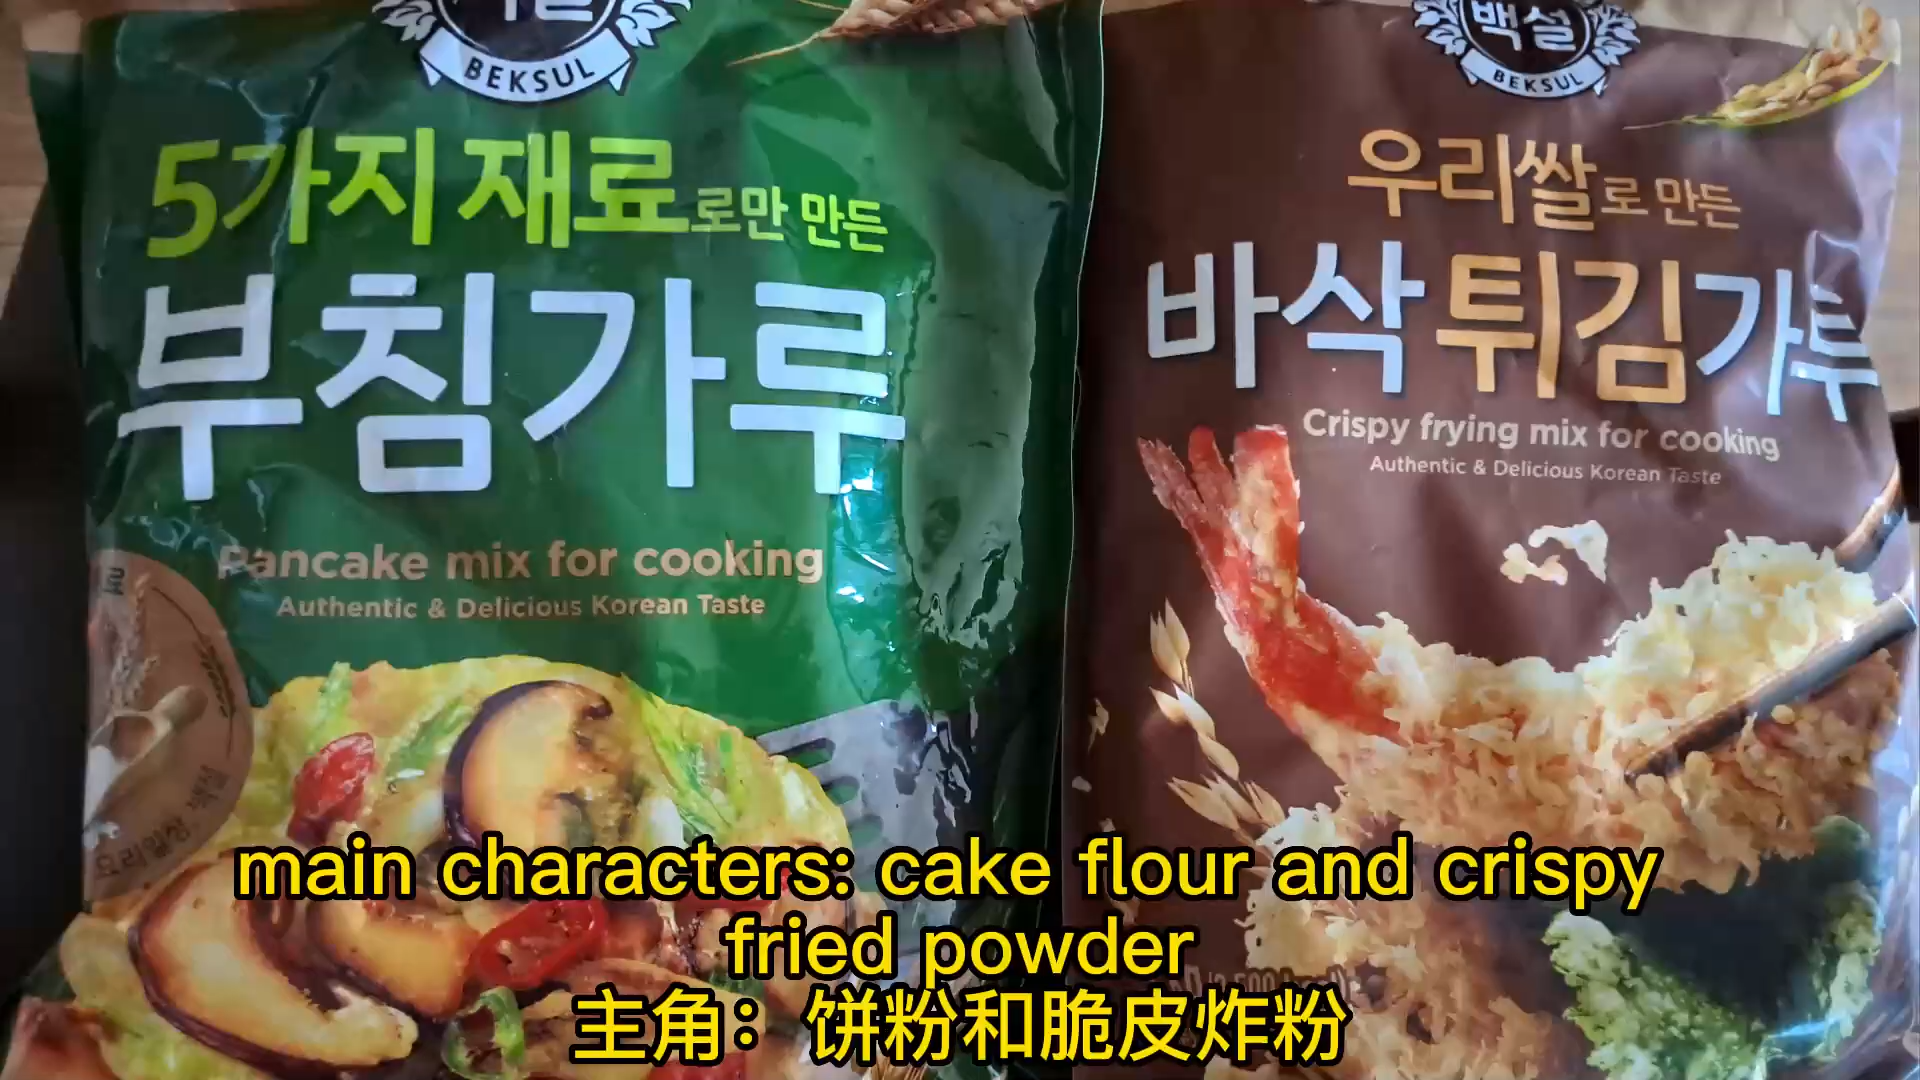 BEKSUL
5가지 재료로만 만든
부침가루
Pancake mix for cooking
Authentic & Delicious Korean Taste
백설
BEKSUL
우리쌀로 만든
바삭튀김가루
Crispy frying mix for cooking
Authentic & Delicious Korean Taste
main characters: cake flour and crispy
fried powder
主角：饼粉和脆皮炸粉